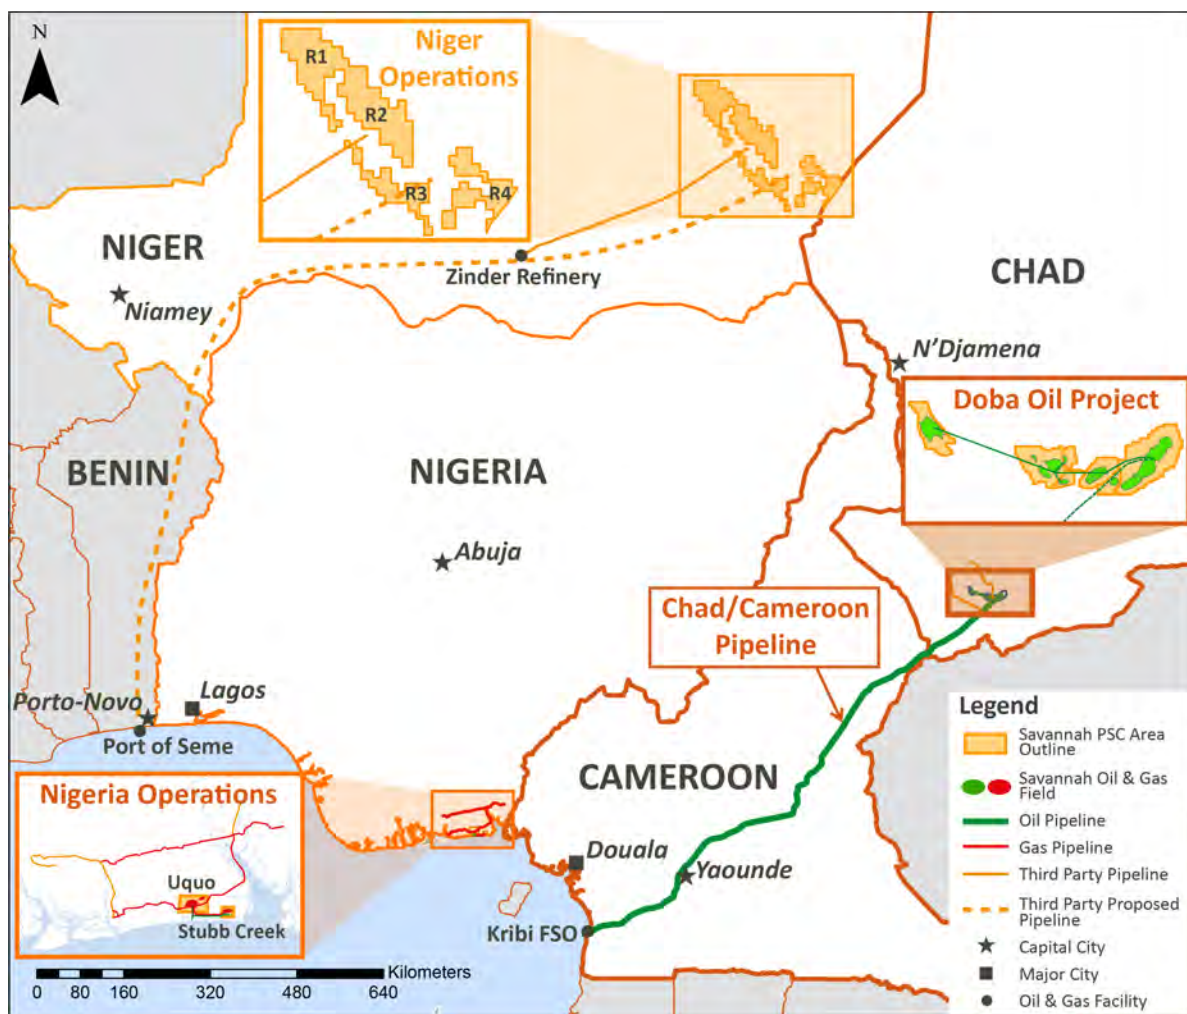 N
Niger
Operations
R1
R2
R3
R4
NIGER
Niamey
Zinder Refinery
CHAD
N'Djamena
Doba Oil Project
BENIN
NIGERIA
Abuja
Chad/Cameroon
Pipeline
Porto-Novo
Lagos
Port of Seme
CAMEROON
Douala
Yaounde
Kribi FSO
Nigeria Operations
Uquo
Stubb Creek
Kilometers
0 80 160 320 480 640
Legend
Savannah PSC Area
Outline
Savannah Oil & Gas
Field
Oil Pipeline
Gas Pipeline
Third Party Pipeline
Third Party Proposed
Pipeline
Capital City
Major City
Oil & Gas Facility